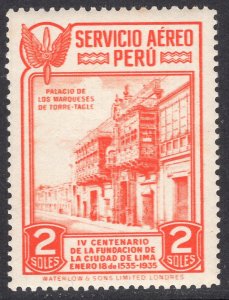 SERVICIO AÉREO
PERÚ
PALACIO DE
LOS MARQUESES
DE TORRE-TAGLE
IV CENTENARIO
DE LA FUNDACION DE
LA CIUDAD DE LIMA
ENERO 18 de 1535-1935
2 SOLES
2 SOLES
WATERLOW & SONS LIMITED LONDRES